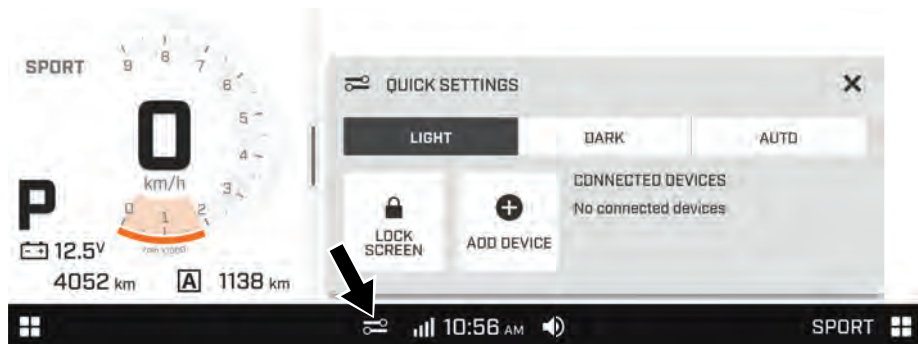 SPORT
9 8 7
6
5
4
3
0 1 2
0
km/h
P
12.5V
4052 km A 1138 km
QUICK SETTINGS
LIGHT DARK AUTO
LOCK
SCREEN
ADD DEVICE
CONNECTED DEVICES
No connected devices
10:56 AM
SPORT